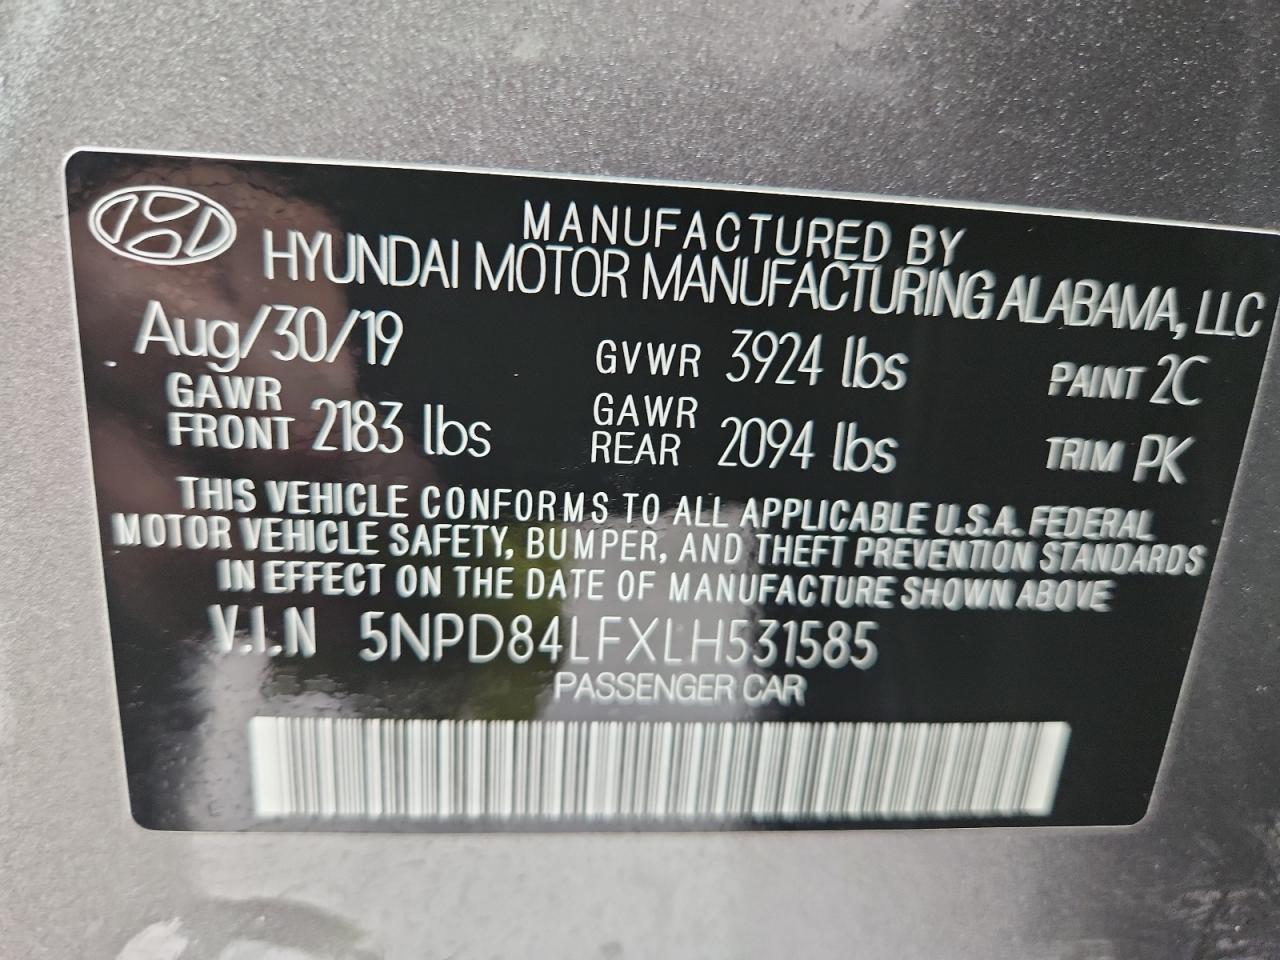 MANUFACTURED BY
HYUNDAI MOTOR MANUFACTURING ALABAMA, LLC
Aug/30/19 GVWR 3924 lbs PAINT 2C
GAWR FRONT 2183 lbs GAWR REAR 2094 lbs TRIM PK
THIS VEHICLE CONFORMS TO ALL APPLICABLE U.S.A. FEDERAL
MOTOR VEHICLE SAFETY, BUMPER, AND THEFT PREVENTION STANDARDS
IN EFFECT ON THE DATE OF MANUFACTURE SHOWN ABOVE
V.I.N 5NPD84LFXLH531585
PASSENGER CAR